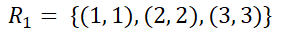 R₁ = {(1, 1), (2, 2), (3, 3)}